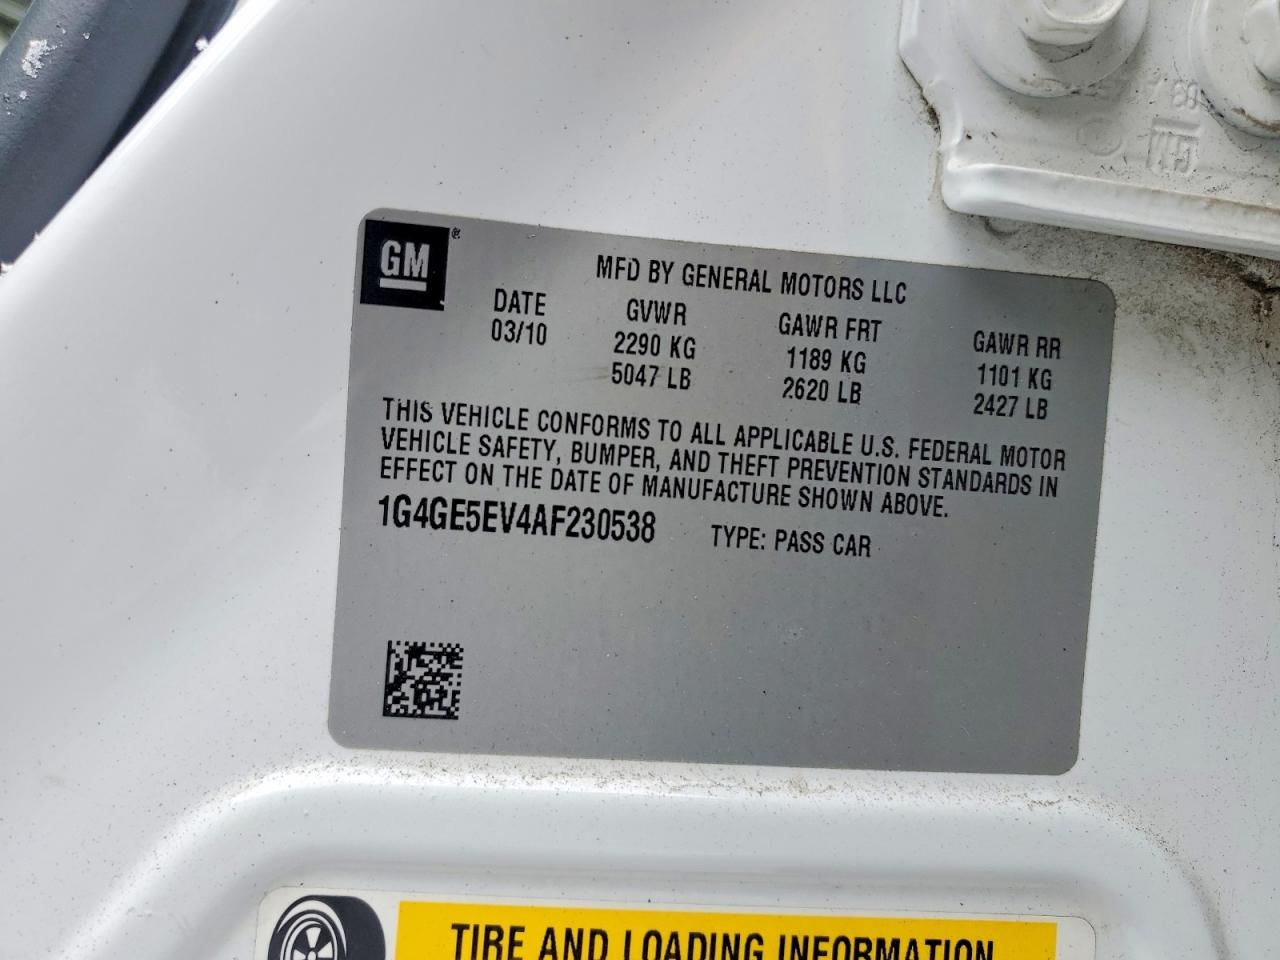 GM®
MFD BY GENERAL MOTORS LLC
DATE GVWR GAWR FRT GAWR RR
03/10 2290 KG 1189 KG 1101 KG
5047 LB 2620 LB 2427 LB
THIS VEHICLE CONFORMS TO ALL APPLICABLE U.S. FEDERAL MOTOR
VEHICLE SAFETY, BUMPER, AND THEFT PREVENTION STANDARDS IN
EFFECT ON THE DATE OF MANUFACTURE SHOWN ABOVE.
1G4GE5EV4AF230538 TYPE: PASS CAR
TIRE AND LOADING INFORMATION
GM